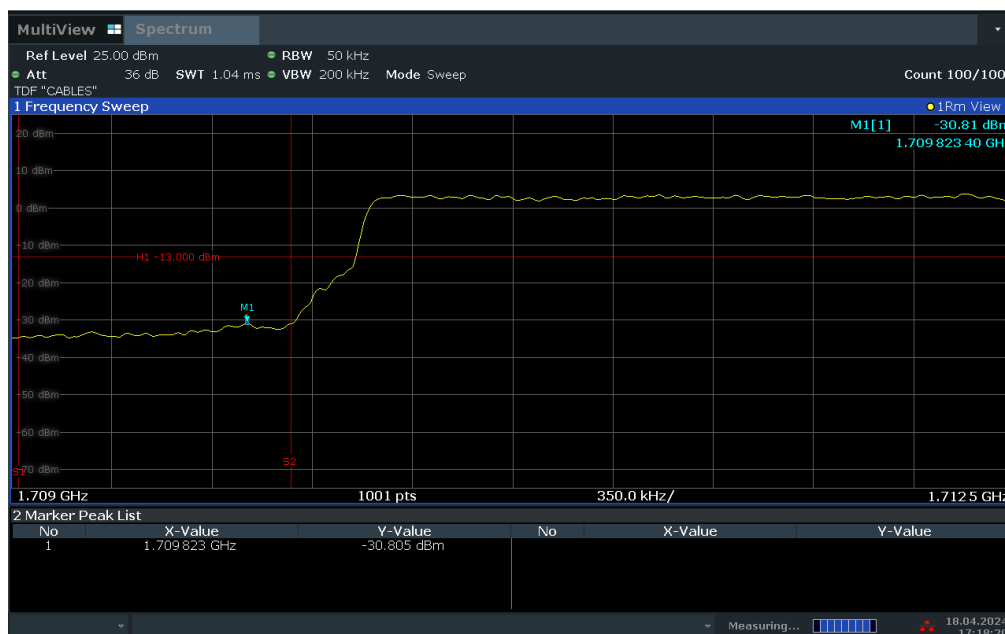 MultiView Spectrum
Ref Level 25.00 dBm RBW 50 kHz
Att 36 dB SWT 1.04 ms VBW 200 kHz Mode Sweep Count 100/100
TDF "CABLES"
1 Frequency Sweep 1Rm View
M1[1] -30.81 dBm
1.709 823 40 GH
20 dBm
10 dBm
0 dBm
-10 dBm
H1 -13.000 dBm
-20 dBm
M1
-30 dBm
-40 dBm
-50 dBm
-60 dBm
S2
S1
-70 dBm
1.709 GHz 1001 pts 350.0 kHz/ 1.7125 GHz
2 Marker Peak List
No X-Value Y-Value No X-Value Y-Value
1 1.709 823 GHz -30.805 dBm
Measuring... 18.04.2024